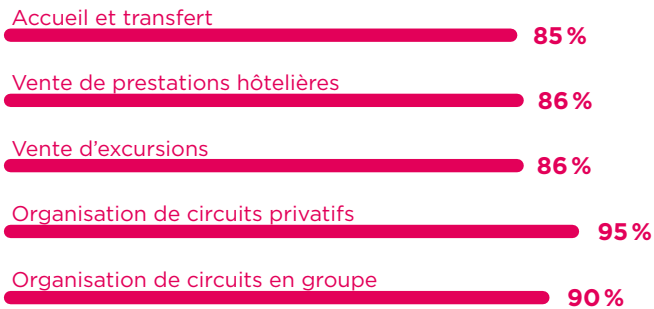 Accueil et transfert
85 %
Vente de prestations hôtelières
86 %
Vente d'excursions
86 %
Organisation de circuits privatifs
95 %
Organisation de circuits en groupe
90 %